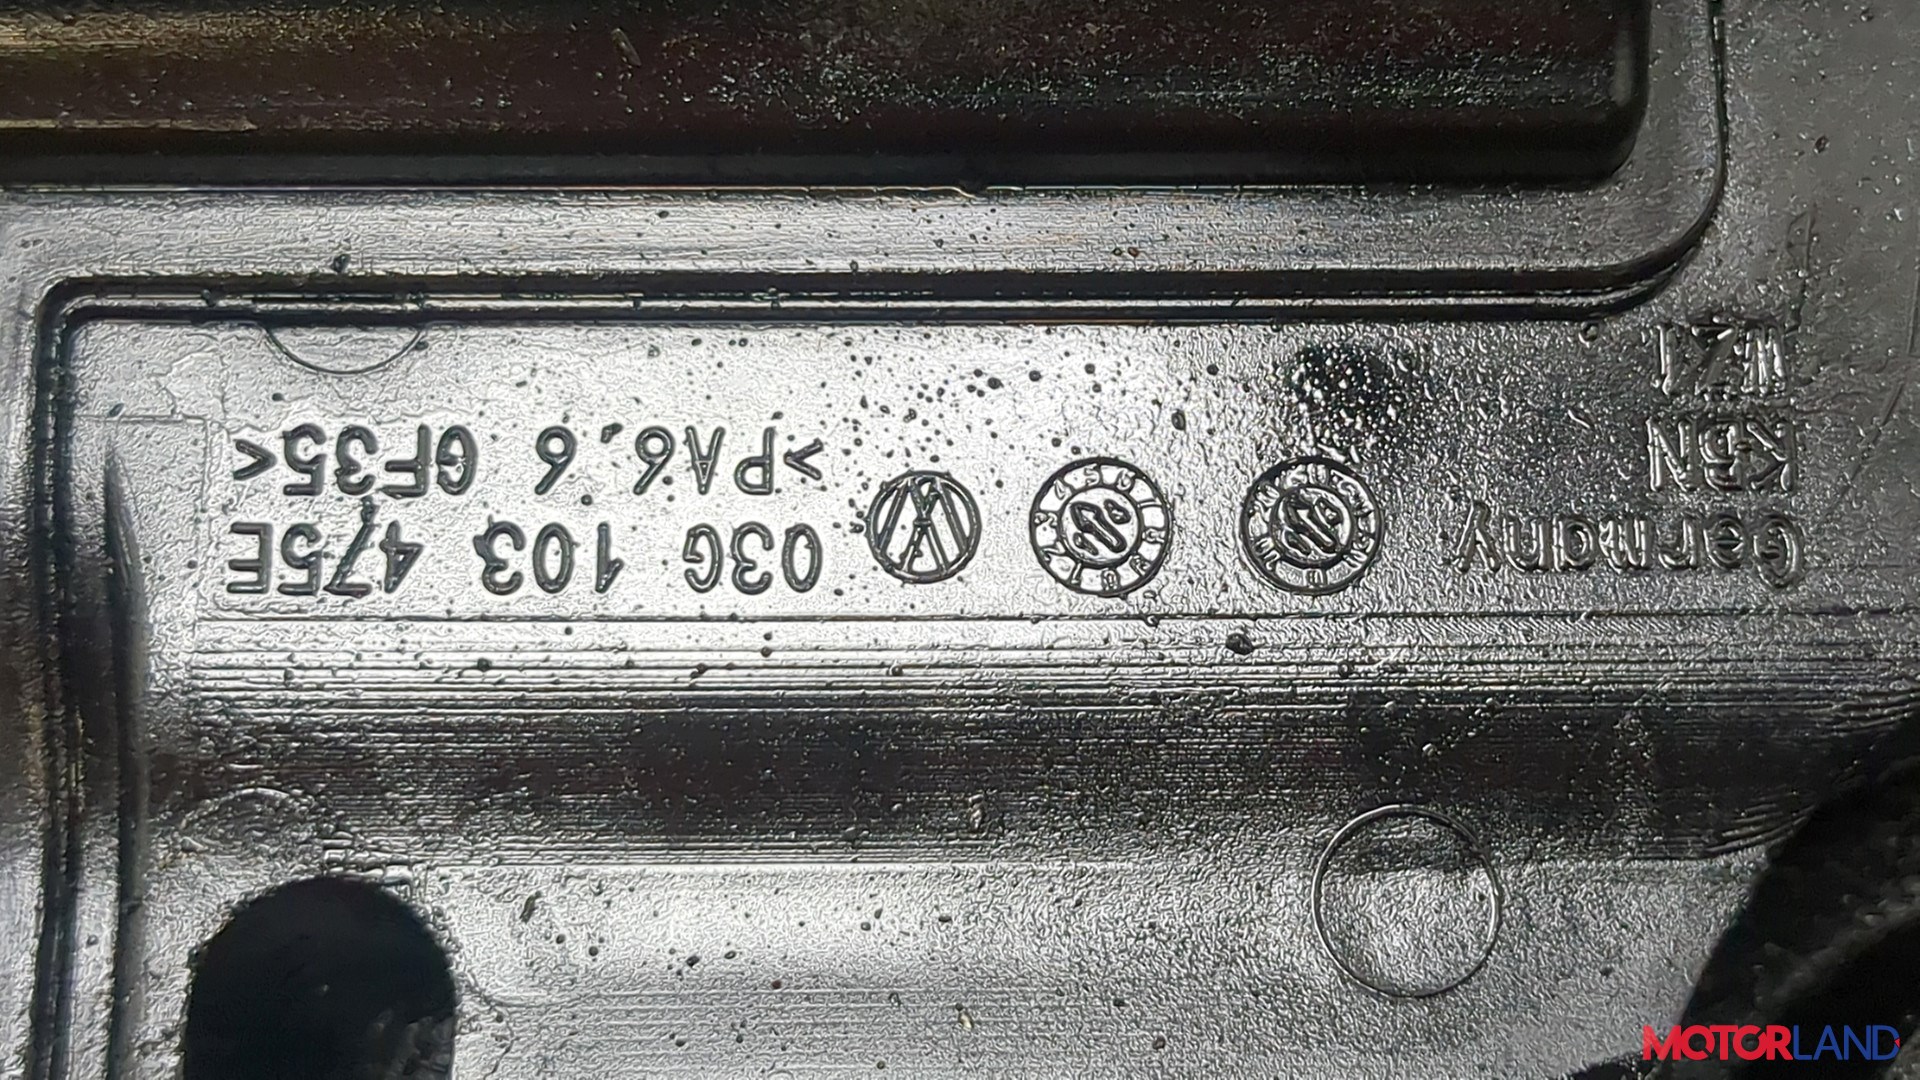 Germany
KBN
03G 103 475E
>PA6.6 GF35<
MOTORLAND